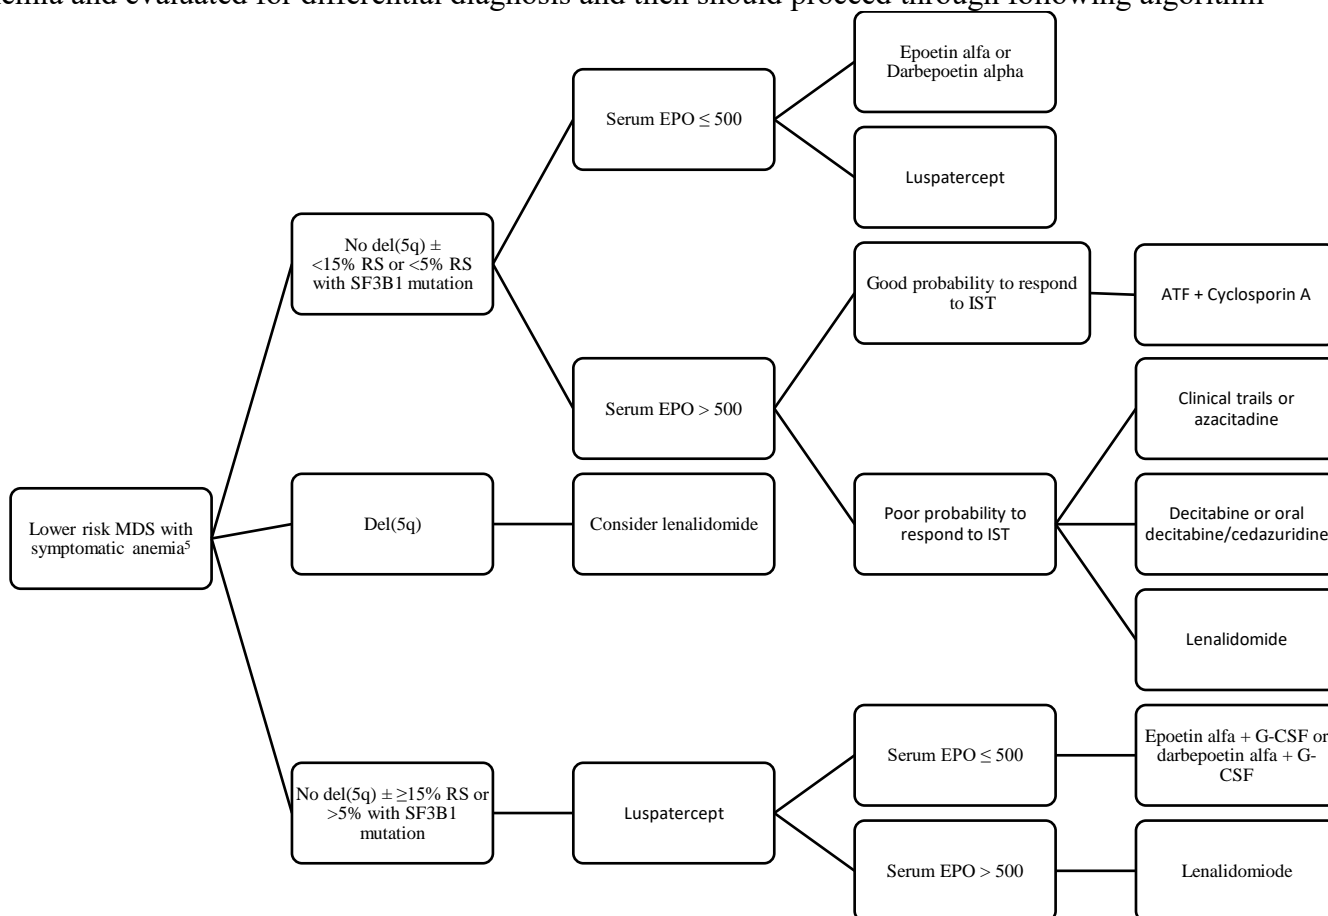 and evaluated for differential diagnosis and then should proceed through following algorithm
Epoetin alfa or
Darbepoetin alpha
Serum EPO ≤ 500
Luspatercept
No del(5q) ±
<15% RS or <5% RS
with SF3B1 mutation
Good probability to respond
to IST
ATF + Cyclosporin A
Serum EPO > 500
Clinical trails or
azacitadine
Lower risk MDS with
symptomatic anemia⁵
Del(5q)
Consider lenalidomide
Poor probability to
respond to IST
Decitabine or oral
decitabine/cedazuridine
Lenalidomide
No del(5q) ± ≥15% RS or
>5% with SF3B1
mutation
Luspatercept
Serum EPO ≤ 500
Epoetin alfa + G-CSF or
darbepoetin alfa + G-
CSF
Serum EPO > 500
Lenalidomiode